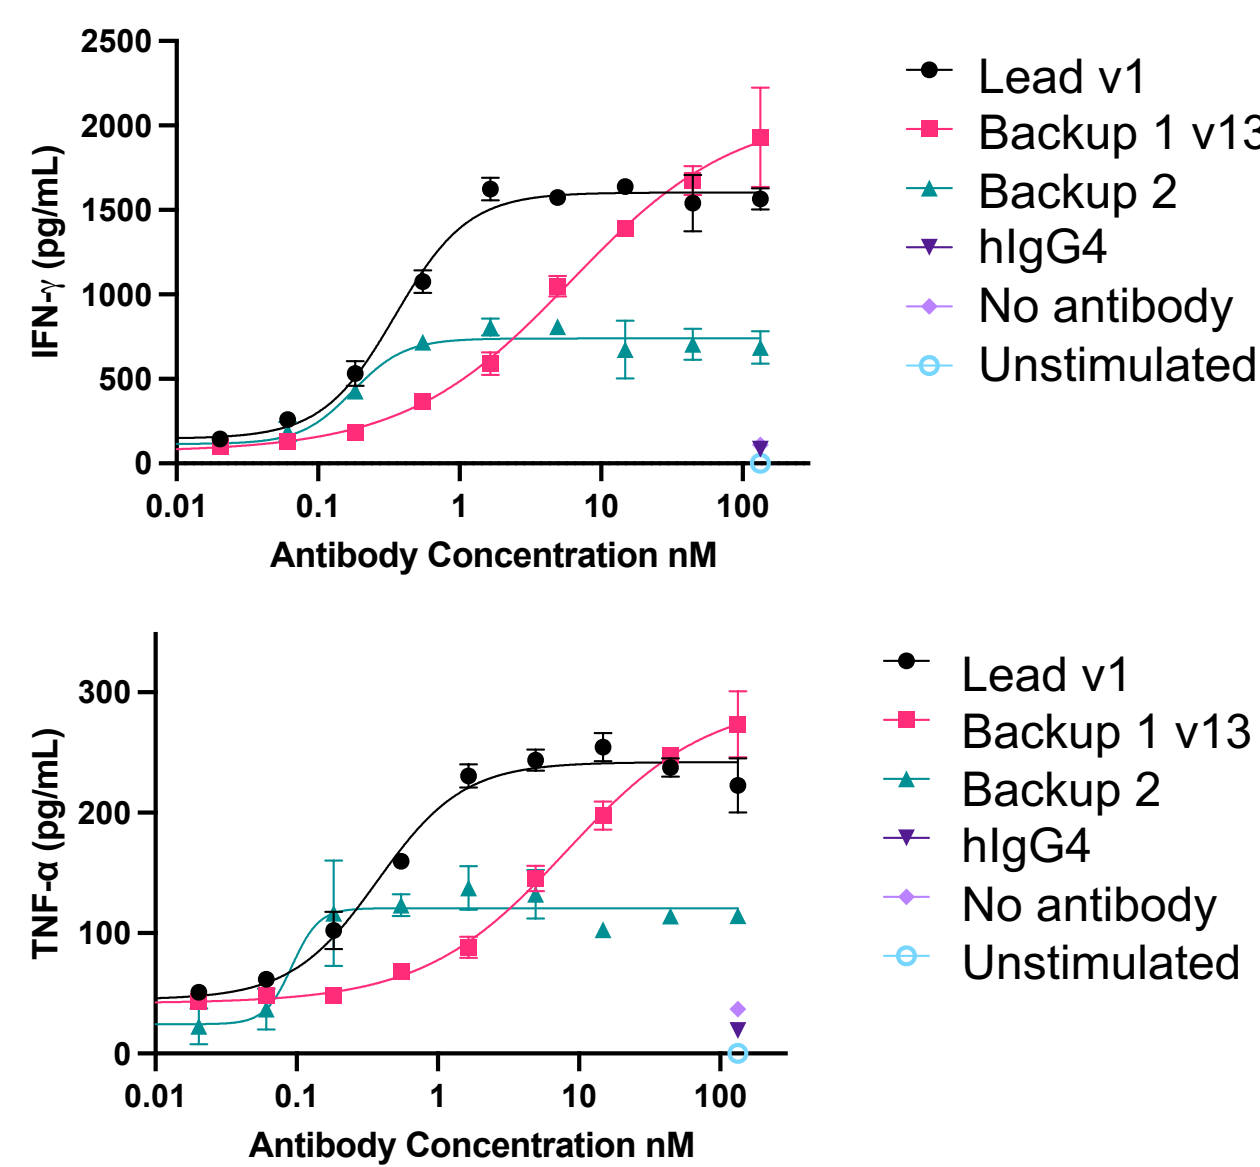 2500
2000
1500
1000
500
0
IFN-γ (pg/mL)
0.01 0.1 1 10 100
Antibody Concentration nM
Lead v1
Backup 1 v13
Backup 2
hIgG4
No antibody
Unstimulated
300
200
100
0
TNF-α (pg/mL)
0.01 0.1 1 10 100
Antibody Concentration nM
Lead v1
Backup 1 v13
Backup 2
hIgG4
No antibody
Unstimulated